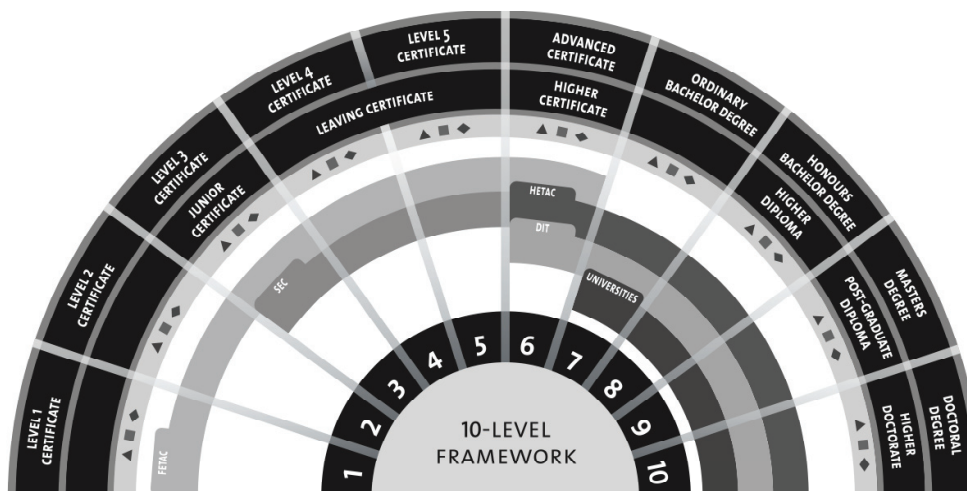 LEVEL 1
CERTIFICATE
LEVEL 2
CERTIFICATE
LEVEL 3
CERTIFICATE
LEVEL 4
CERTIFICATE
LEVEL 5
CERTIFICATE
ADVANCED
CERTIFICATE
ORDINARY
BACHELOR DEGREE
HONOURS
BACHELOR DEGREE
MASTERS
DEGREE
DOCTORAL
DEGREE
JUNIOR
CERTIFICATE
LEAVING CERTIFICATE
HIGHER
CERTIFICATE
HIGHER
DIPLOMA
POST-GRADUATE
DIPLOMA
HIGHER
DOCTORATE
FETAC
SEC
HETAC
DIT
UNIVERSITIES
1
2
3
4
5
6
7
8
9
10
10-LEVEL
FRAMEWORK